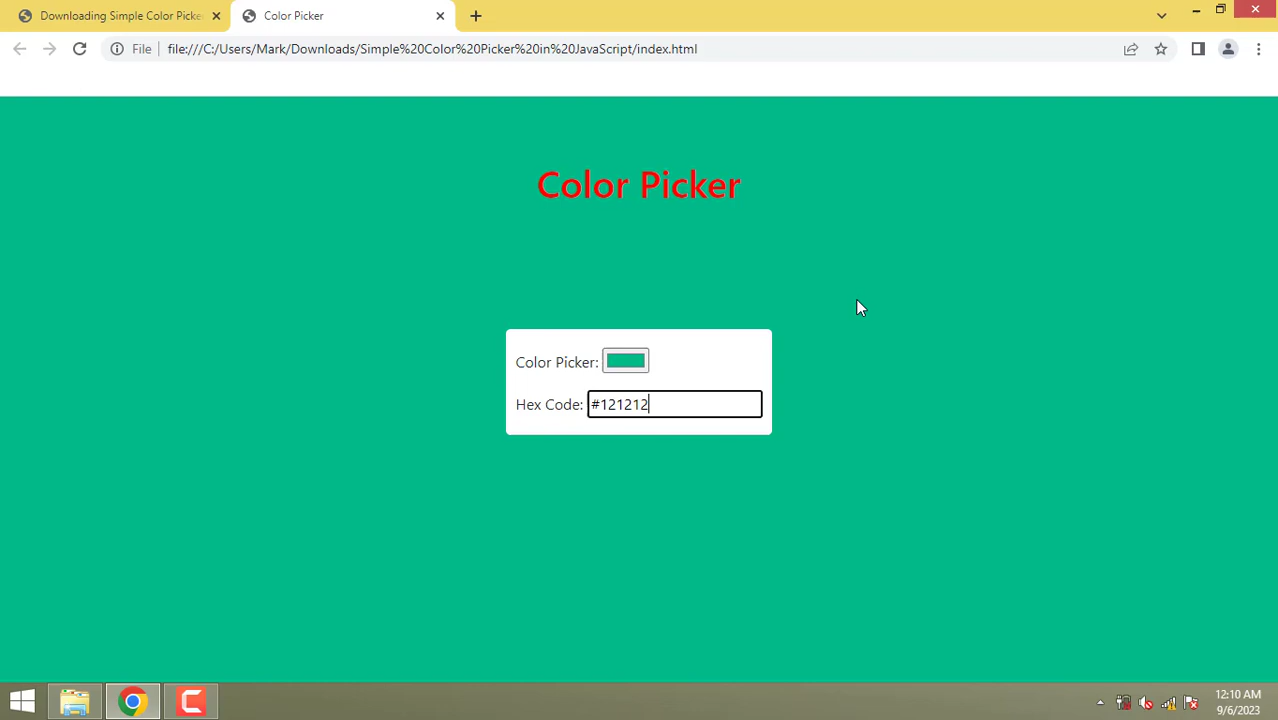 Downloading Simple Color Picke
Color Picker
File
file:///C:/Users/Mark/Downloads/Simple%20Color%20Picker%20in%20JavaScript/index.html
Color Picker
Color Picker:
Hex Code: #121212
12:10 AM
9/6/2023